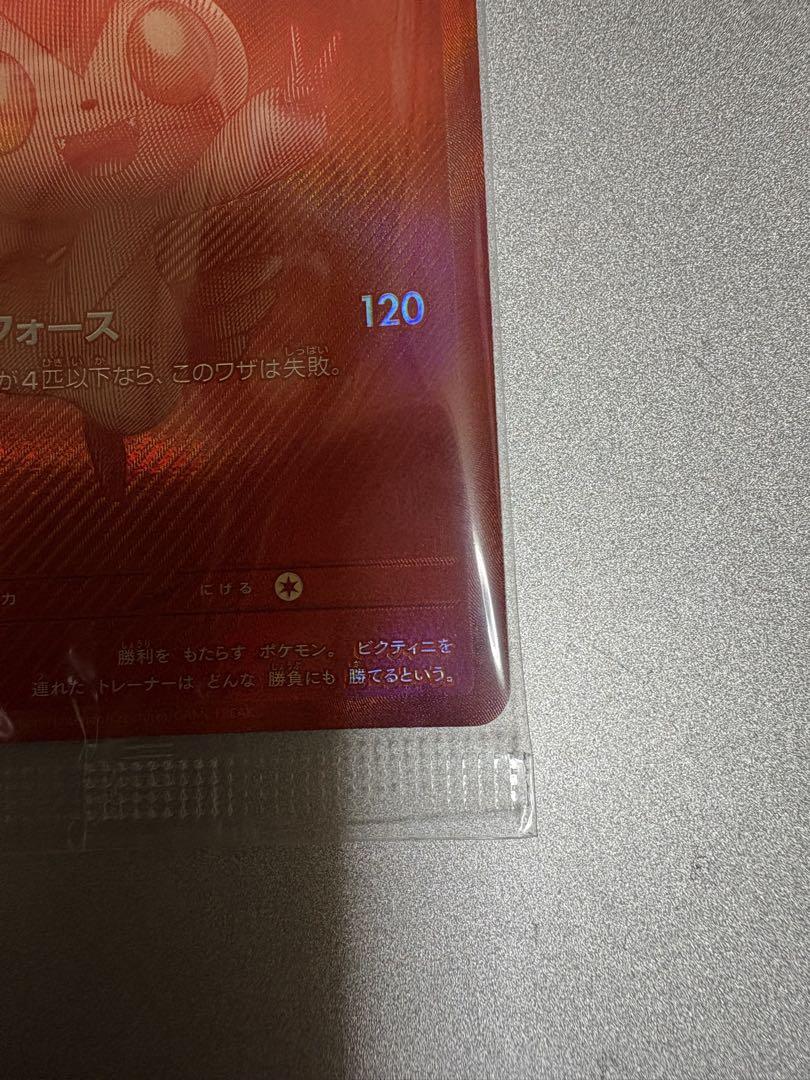 フォース 120
が4匹以下なら、このワザは失敗。
力 にげる
勝利を もたらす ポケモン。 ビクティニを
連れた トレーナーは どんな 勝負にも 勝てるという。